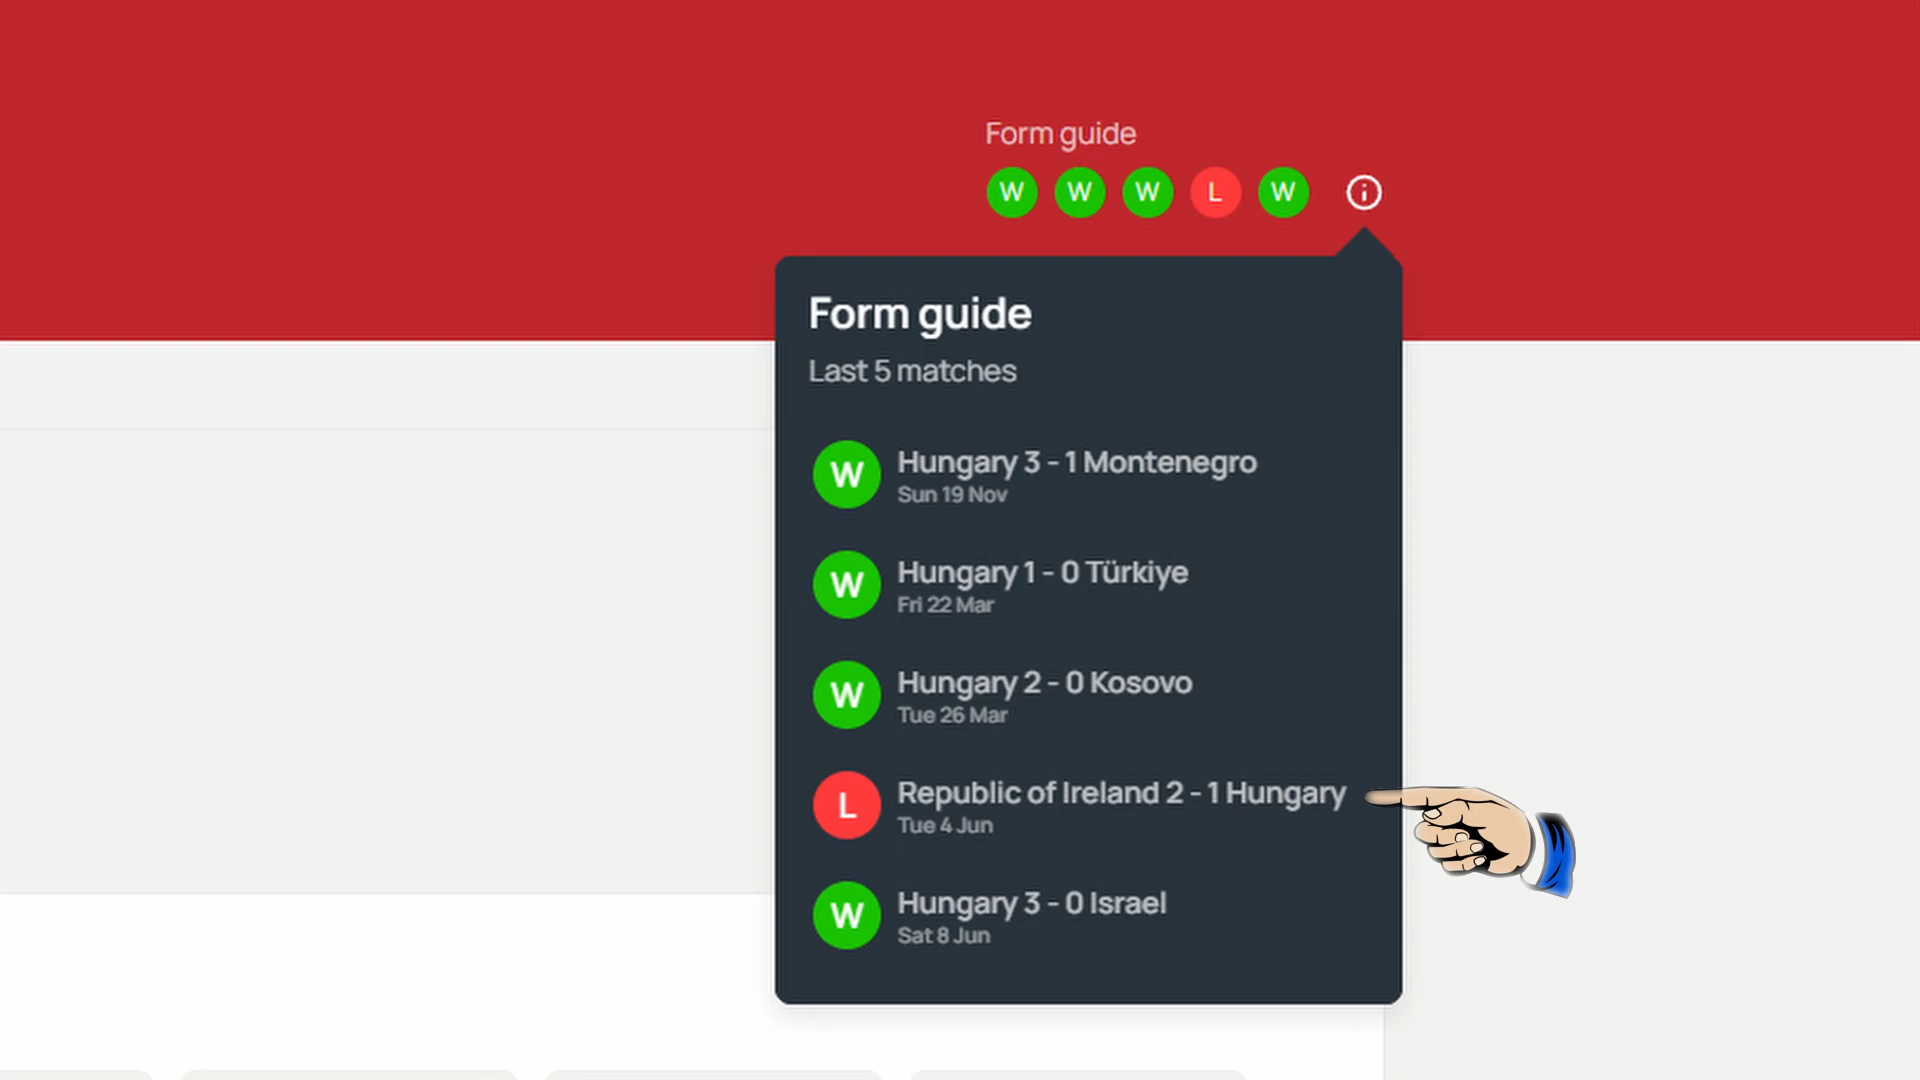 Form guide
W W W L W
Form guide
Last 5 matches
W Hungary 3 - 1 Montenegro
Sun 19 Nov
W Hungary 1 - 0 Türkiye
Fri 22 Mar
W Hungary 2 - 0 Kosovo
Tue 26 Mar
L Republic of Ireland 2 - 1 Hungary
Tue 4 Jun
W Hungary 3 - 0 Israel
Sat 8 Jun